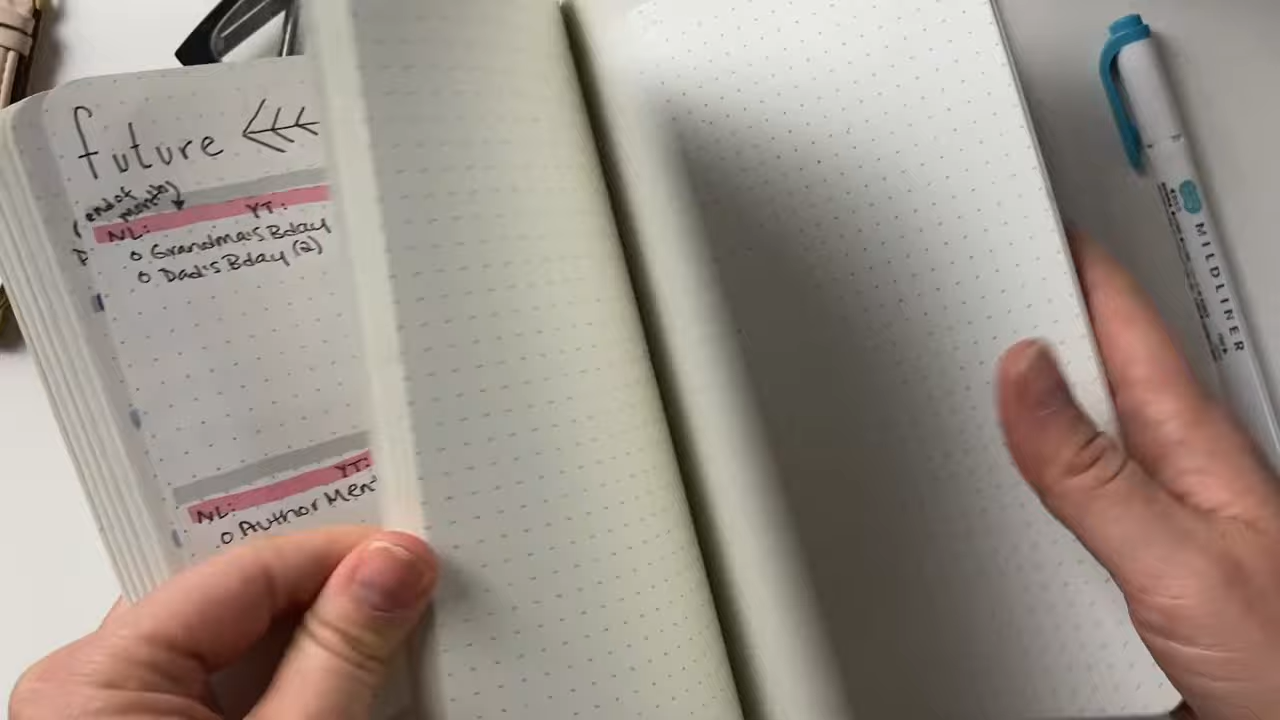 future
(end of
month)
NL: YT:
o Grandma's Bday
o Dad's Bday (2)
YT:
NL:
o Author Men
MILDLINER